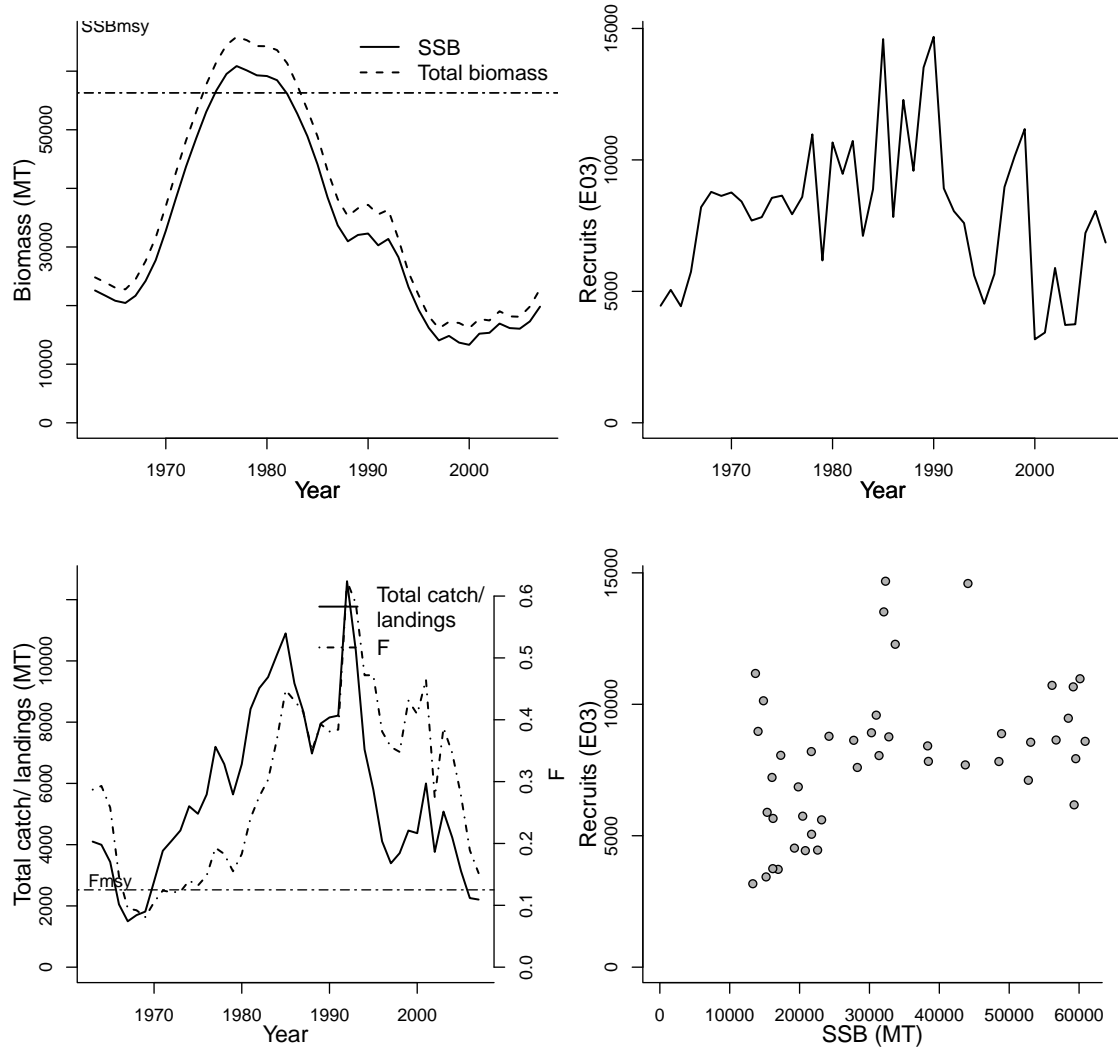 SSBmsy
SSB
Total biomass
Biomass (MT)
0
10000
30000
50000
1970
1980
1990
2000
Year
Recruits (E03)
0
5000
10000
15000
1970
1980
1990
2000
Year
Total catch/ landings (MT)
0
2000
4000
6000
8000
10000
Total catch/
landings
F
Fmsy
F
0.0
0.1
0.2
0.3
0.4
0.5
0.6
1970
1980
1990
2000
Year
Recruits (E03)
0
5000
10000
15000
0
10000
20000
30000
40000
50000
60000
SSB (MT)